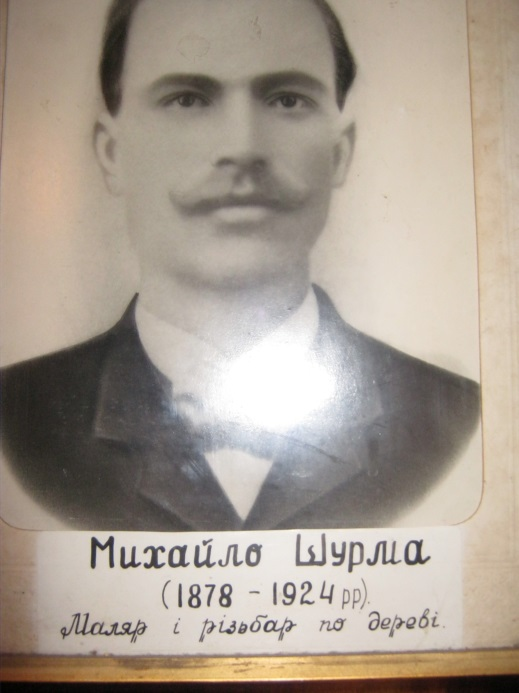 Михайло Шурма
(1878 - 1924 рр).
Маляр і різьбар по дереві.